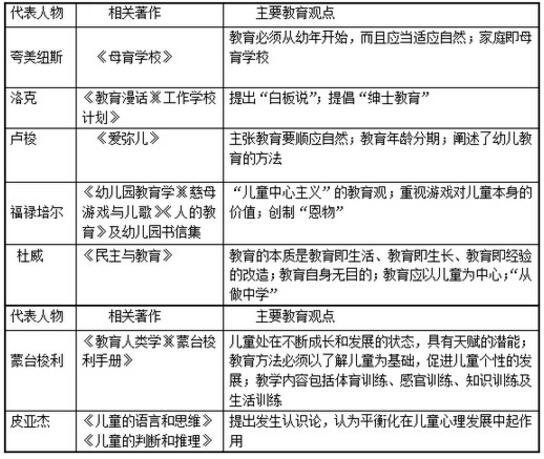 代表人物 相关著作 主要教育观点
夸美纽斯 《母育学校》 教育必须从幼年开始，而且应当适应自然；家庭即母
育学校
洛克 《教育漫话》《工作学校
计划》 提出“白板说”；提倡“绅士教育”
卢梭 《爱弥儿》 主张教育要顺应自然；教育年龄分期；阐述了幼儿教
育的方法
福禄培尔 《幼儿园教育学》《慈母
游戏与儿歌》《人的教
育》及幼儿园书信集 “儿童中心主义”的教育观；重视游戏对儿童本身的
价值；创制“恩物”
杜威 《民主与教育》 教育的本质是教育即生活、教育即生长、教育即经验
的改造；教育自身无目的；教育应以儿童为中心；“从
做中学”
代表人物 相关著作 主要教育观点
蒙台梭利 《教育人类学》《蒙台梭
利手册》 儿童处在不断成长和发展的状态，具有天赋的潜能；
教育方法必须以了解儿童为基础，促进儿童个性的发
展；教学内容包括体育训练、感官训练、知识训练及
生活训练
皮亚杰 《儿童的语言和思维》
《儿童的判断和推理》 提出发生认识论，认为平衡化在儿童心理发展中起作
用